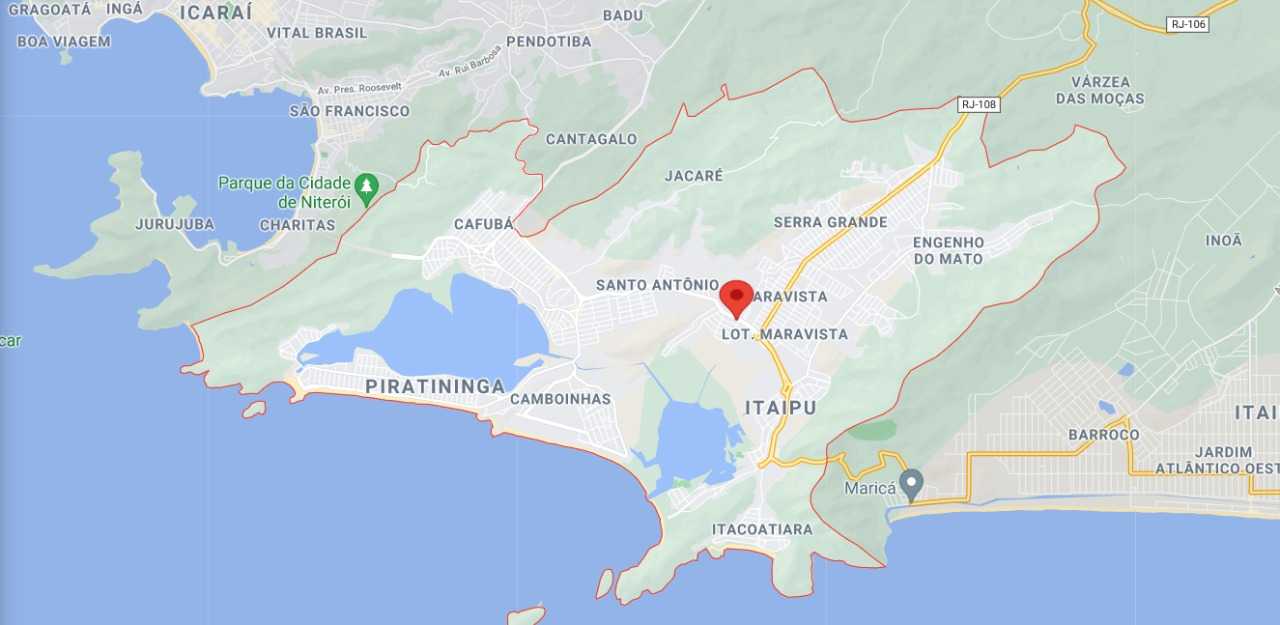 GRAGOATÁ
INGÁ
ICARAÍ
BADU
RJ-106
BOA VIAGEM
VITAL BRASIL
PENDOTIBA
Av. Rui Barbosa
Av. Pres. Roosevelt
VÁRZEA
DAS MOÇAS
RJ-108
SÃO FRANCISCO
CANTAGALO
JACARÉ
Parque da Cidade
de Niterói
JURUJUBA
CHARITAS
CAFUBÁ
SERRA GRANDE
ENGENHO
DO MATO
INOÃ
SANTO ANTÔNIO
ARAVISTA
LOT. MARAVISTA
car
PIRATININGA
CAMBOINHAS
ITAIPU
ITAI
BARROCO
JARDIM
ATLÂNTICO OEST
Maricá
ITACOATIARA